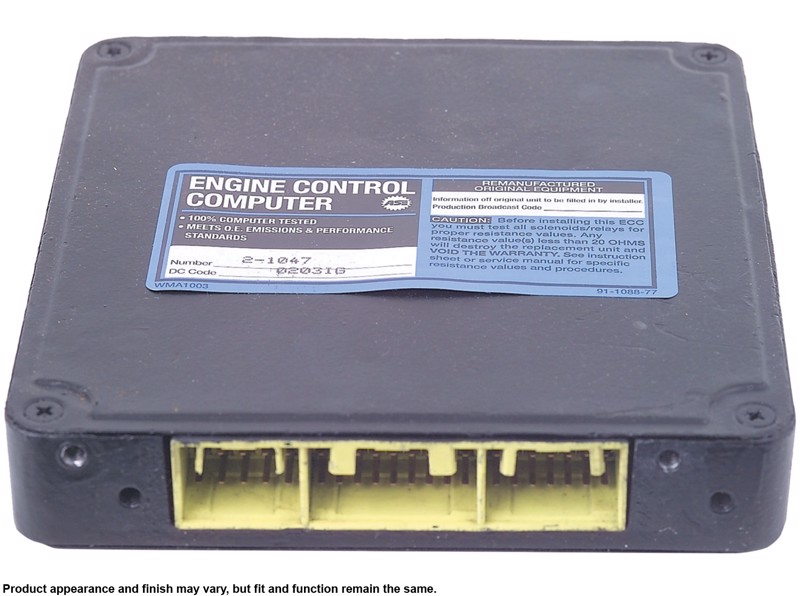 ENGINE CONTROL
COMPUTER
ASE
• 100% COMPUTER TESTED
• MEETS O.E. EMISSIONS & PERFORMANCE
STANDARDS
Number 2-1047
DC Code 02031G
WMA1003
REMANUFACTURED
ORIGINAL EQUIPMENT
Information off original unit to be filled in by installer.
Production Broadcast Code
CAUTION: Before installing this ECC
you must test all solenoids/relays for
proper resistance values. Any
resistance value(s) less than 20 OHMS
will destroy the replacement unit and
VOID THE WARRANTY. See instruction
sheet or service manual for specific
resistance values and procedures.
91-1088-77
Product appearance and finish may vary, but fit and function remain the same.